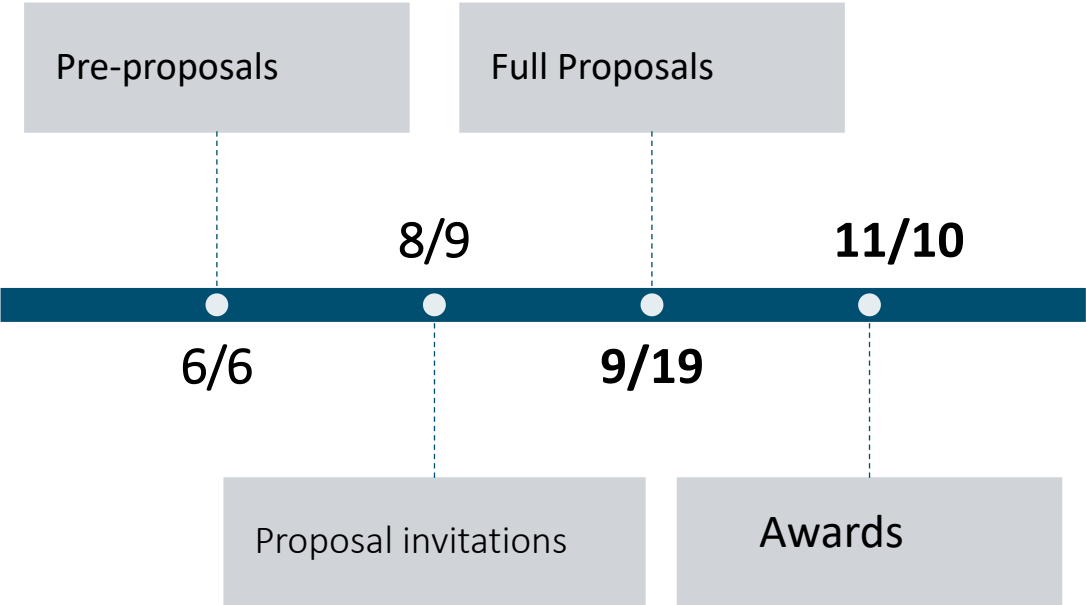 Pre-proposals
Full Proposals
8/9
11/10
6/6
9/19
Proposal invitations
Awards